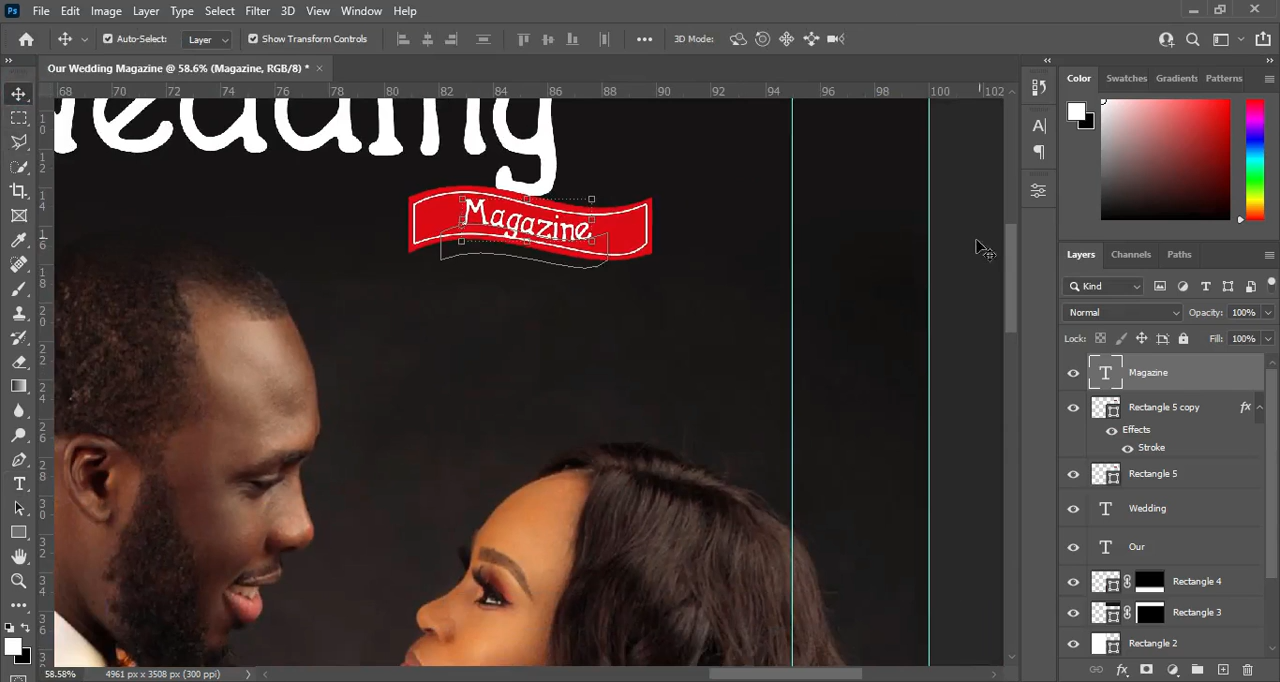 Ps File Edit Image Layer Type Select Filter 3D View Window Help
Auto-Select: Layer Show Transform Controls 3D Mode:
Our Wedding Magazine @ 58.6% (Magazine, RGB/8) * ×
68 70 72 74 76 78 80 82 84 86 88 90 92 94 96 98 100 102
Wedding
Magazine
Color Swatches Gradients Patterns
Layers Channels Paths
Kind
Normal Opacity: 100%
Lock: Fill: 100%
Magazine
Rectangle 5 copy fx
Effects
Stroke
Rectangle 5
Wedding
Our
Rectangle 4
Rectangle 3
Rectangle 2
58.58% 4961 px x 3508 px (300 ppi)